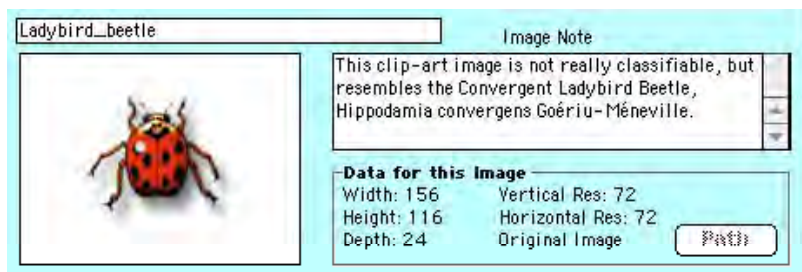 Ladybird_beetle
Image Note
This clip-art image is not really classifiable, but
resembles the Convergent Ladybird Beetle,
Hippodamia convergens Goériu-Méneville.
Data for this Image
Width: 156 Vertical Res: 72
Height: 116 Horizontal Res: 72
Depth: 24 Original Image
Path